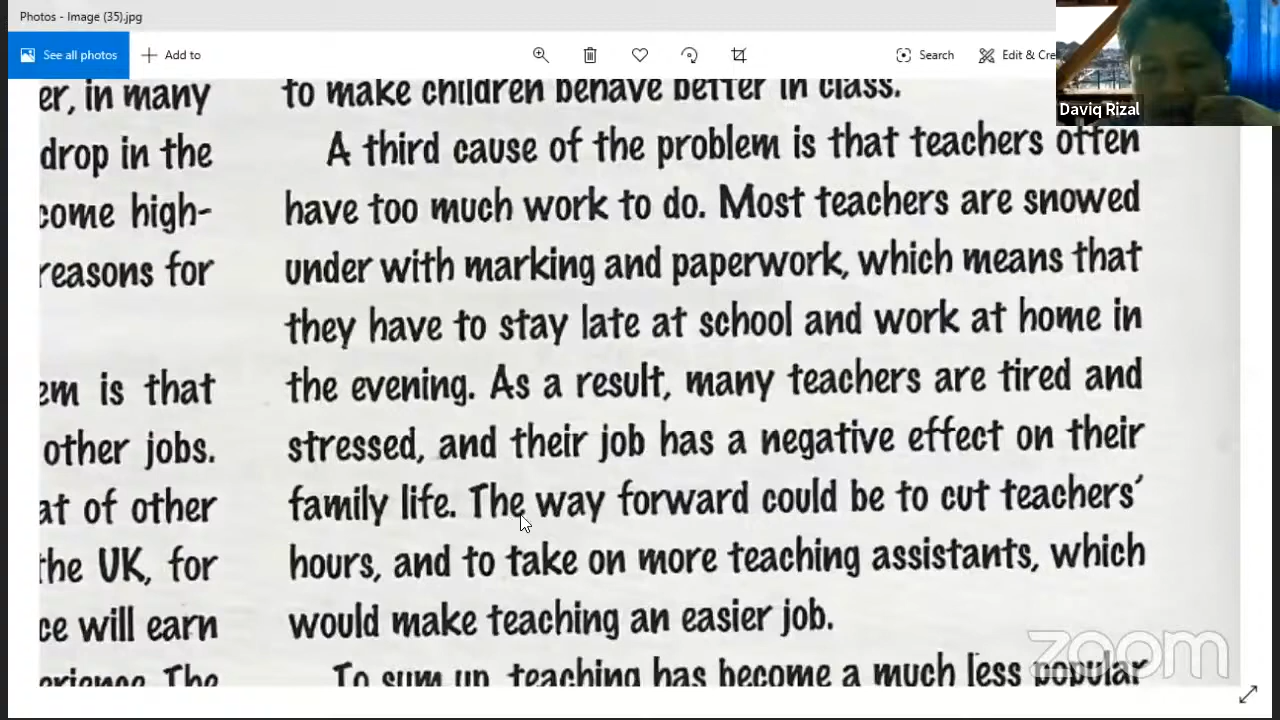 Photos - Image (35).jpg
See all photos
Add to
Search
Edit & Cre
Daviq Rizal
er, in many
drop in the
come high-
reasons for
em is that
other jobs.
at of other
the UK, for
ce will earn
erience. The
to make children behave better in class.
A third cause of the problem is that teachers often
have too much work to do. Most teachers are snowed
under with marking and paperwork, which means that
they have to stay late at school and work at home in
the evening. As a result, many teachers are tired and
stressed, and their job has a negative effect on their
family life. The way forward could be to cut teachers'
hours, and to take on more teaching assistants, which
would make teaching an easier job.
To sum up, teaching has become a much less popular
zoom